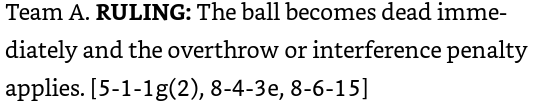 Team A. RULING: The ball becomes dead imme-
diately and the overthrow or interference penalty
applies. [5-1-1g(2), 8-4-3e, 8-6-15]